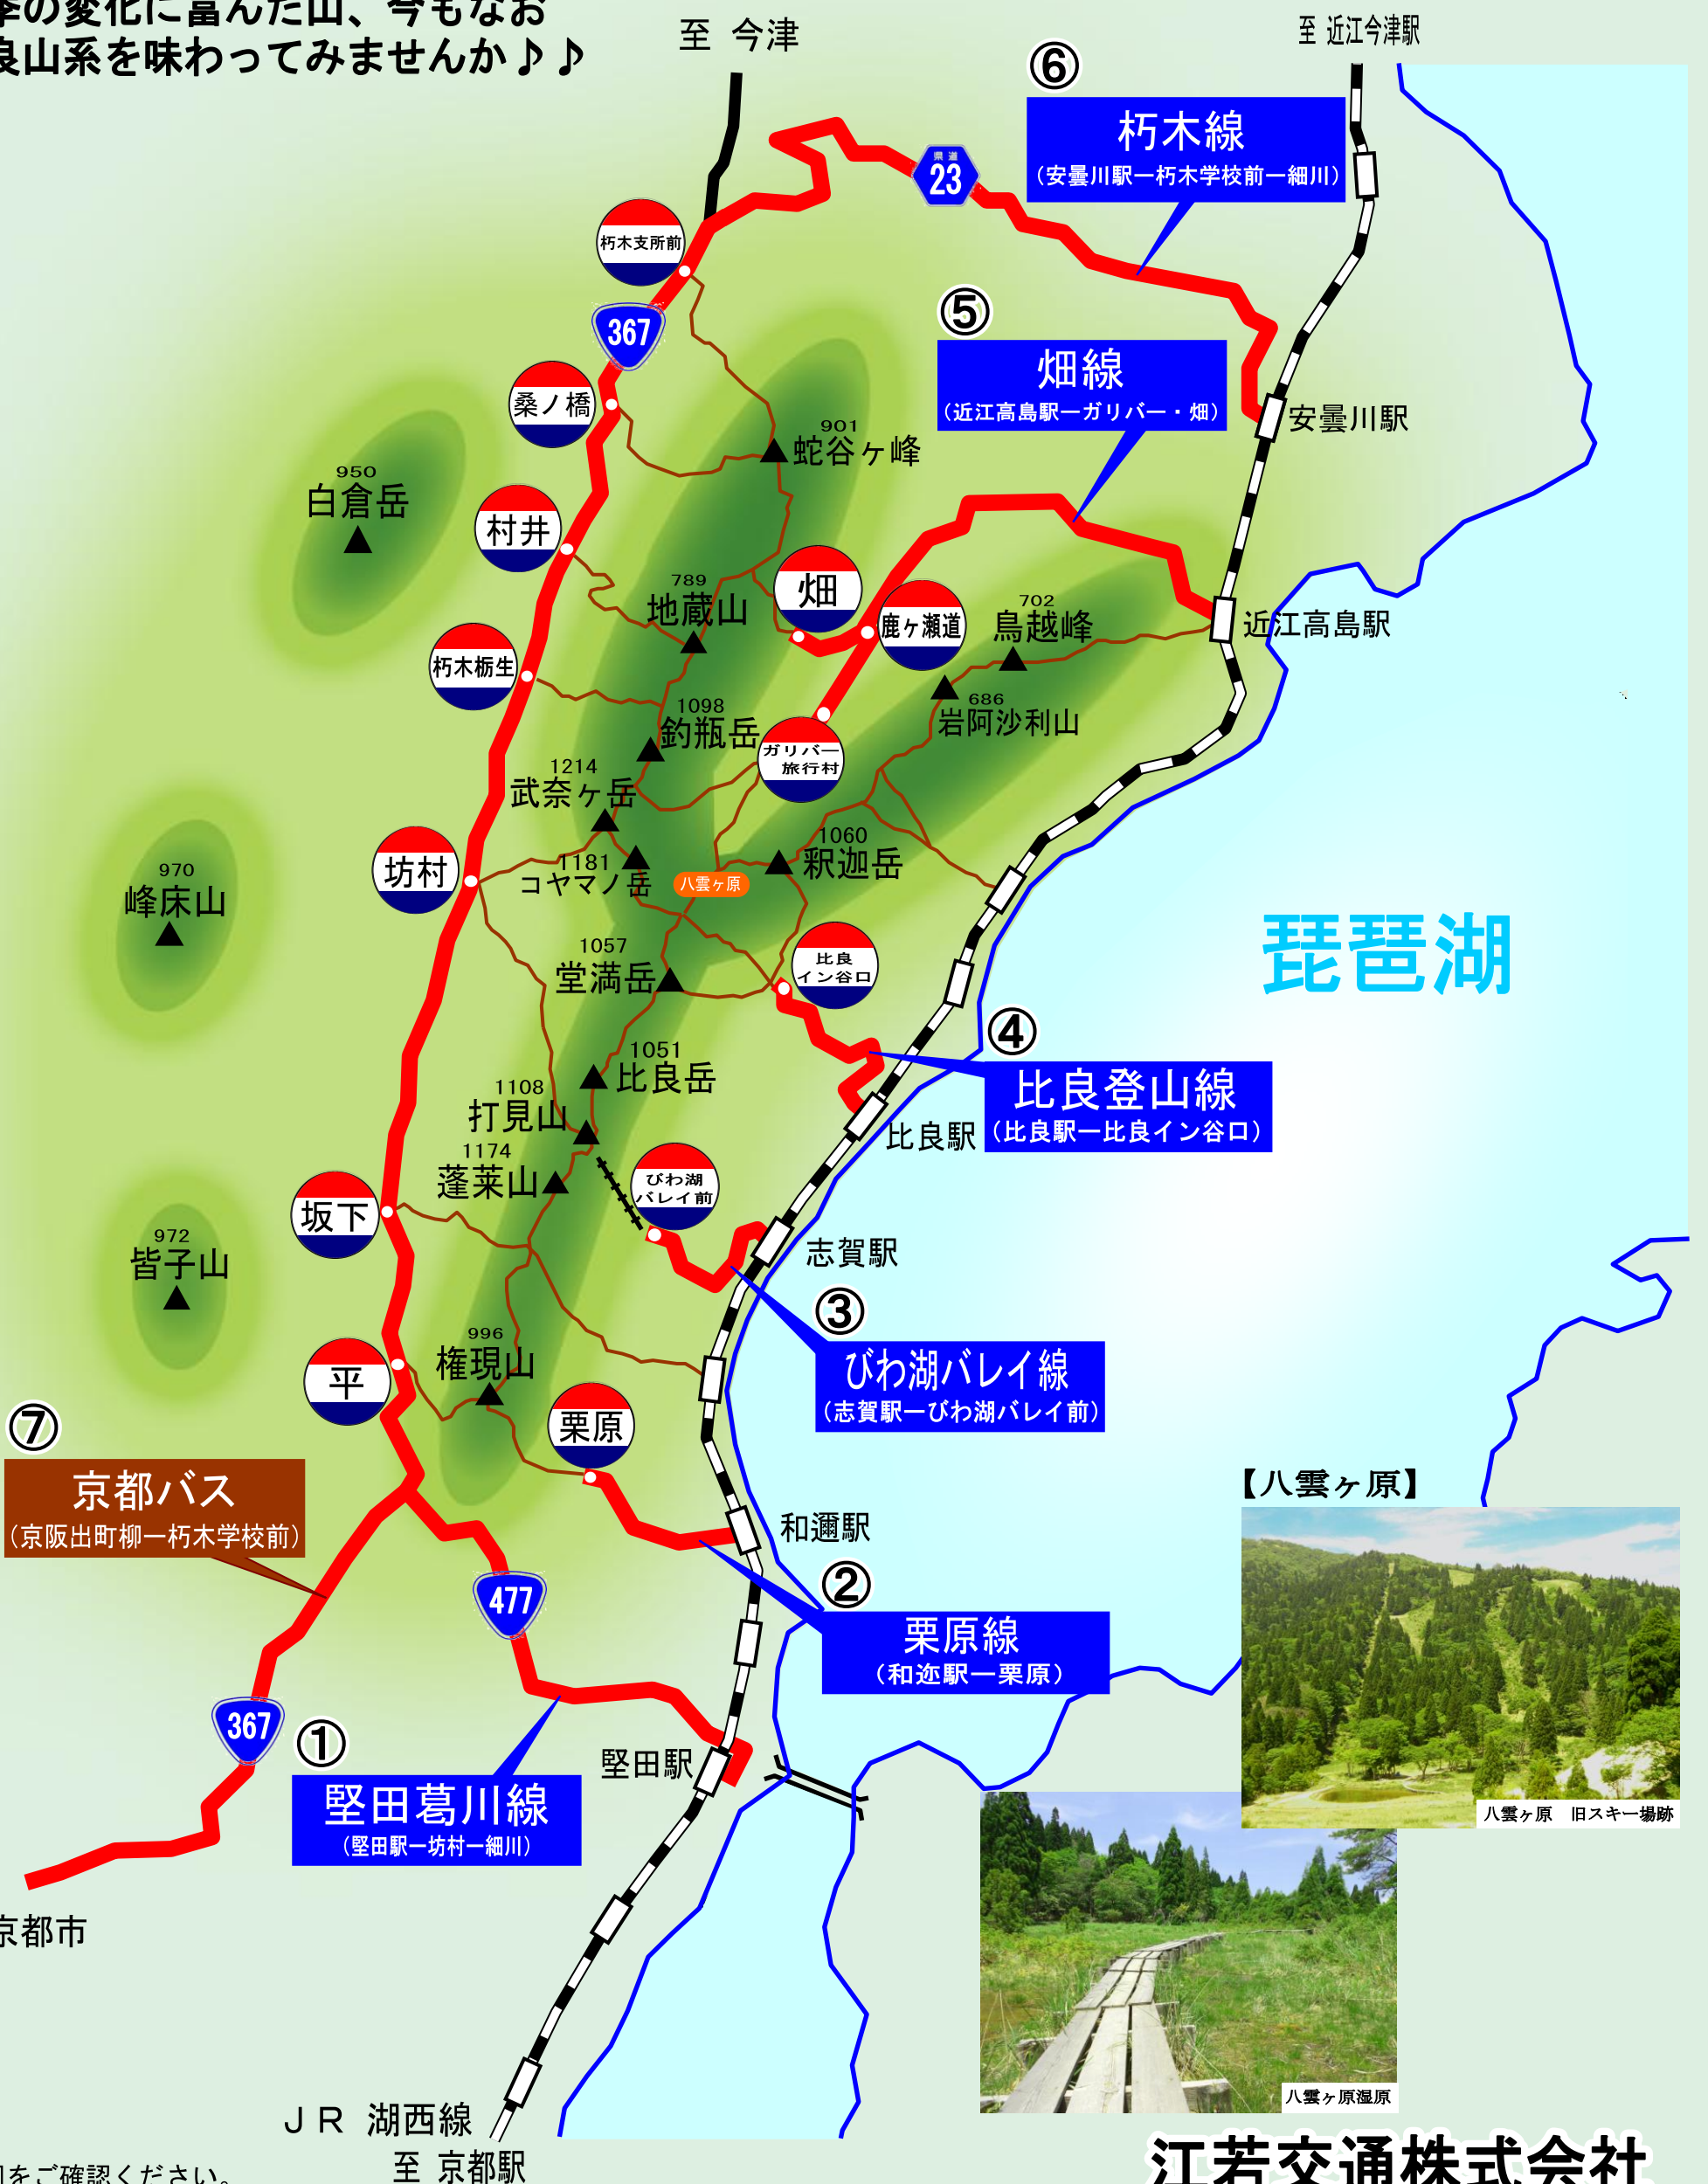 季の変化に富んだ山、今もなお
良山系を味わってみませんか♪♪
至 今津
至 近江今津駅
⑥
朽木線
（安曇川駅ー朽木学校前ー細川）
県道
23
朽木支所前
367
⑤
畑線
（近江高島駅ーガリバー・畑）
桑ノ橋
安曇川駅
901
蛇谷ヶ峰
950
白倉岳
村井
789
地蔵山
畑
鹿ヶ瀬道
702
鳥越峰
近江高島駅
朽木栃生
1098
釣瓶岳
686
岩阿沙利山
ガリバー
旅行村
1214
武奈ヶ岳
坊村
1181
コヤマノ岳
八雲ヶ原
1060
釈迦岳
970
峰床山
琵琶湖
1057
堂満岳
比良
イン谷口
④
比良登山線
（比良駅ー比良イン谷口）
1051
比良岳
1108
打見山
比良駅
1174
蓬莱山
びわ湖
バレイ前
坂下
972
皆子山
志賀駅
③
びわ湖バレイ線
（志賀駅ーびわ湖バレイ前）
996
権現山
平
栗原
⑦
京都バス
（京阪出町柳ー朽木学校前）
【八雲ヶ原】
和邇駅
②
栗原線
（和迩駅ー栗原）
477
367
①
堅田駅
堅田葛川線
（堅田駅ー坊村ー細川）
八雲ヶ原 旧スキー場跡
京都市
八雲ヶ原湿原
ＪＲ 湖西線
至 京都駅
江若交通株式会社
をご確認ください。